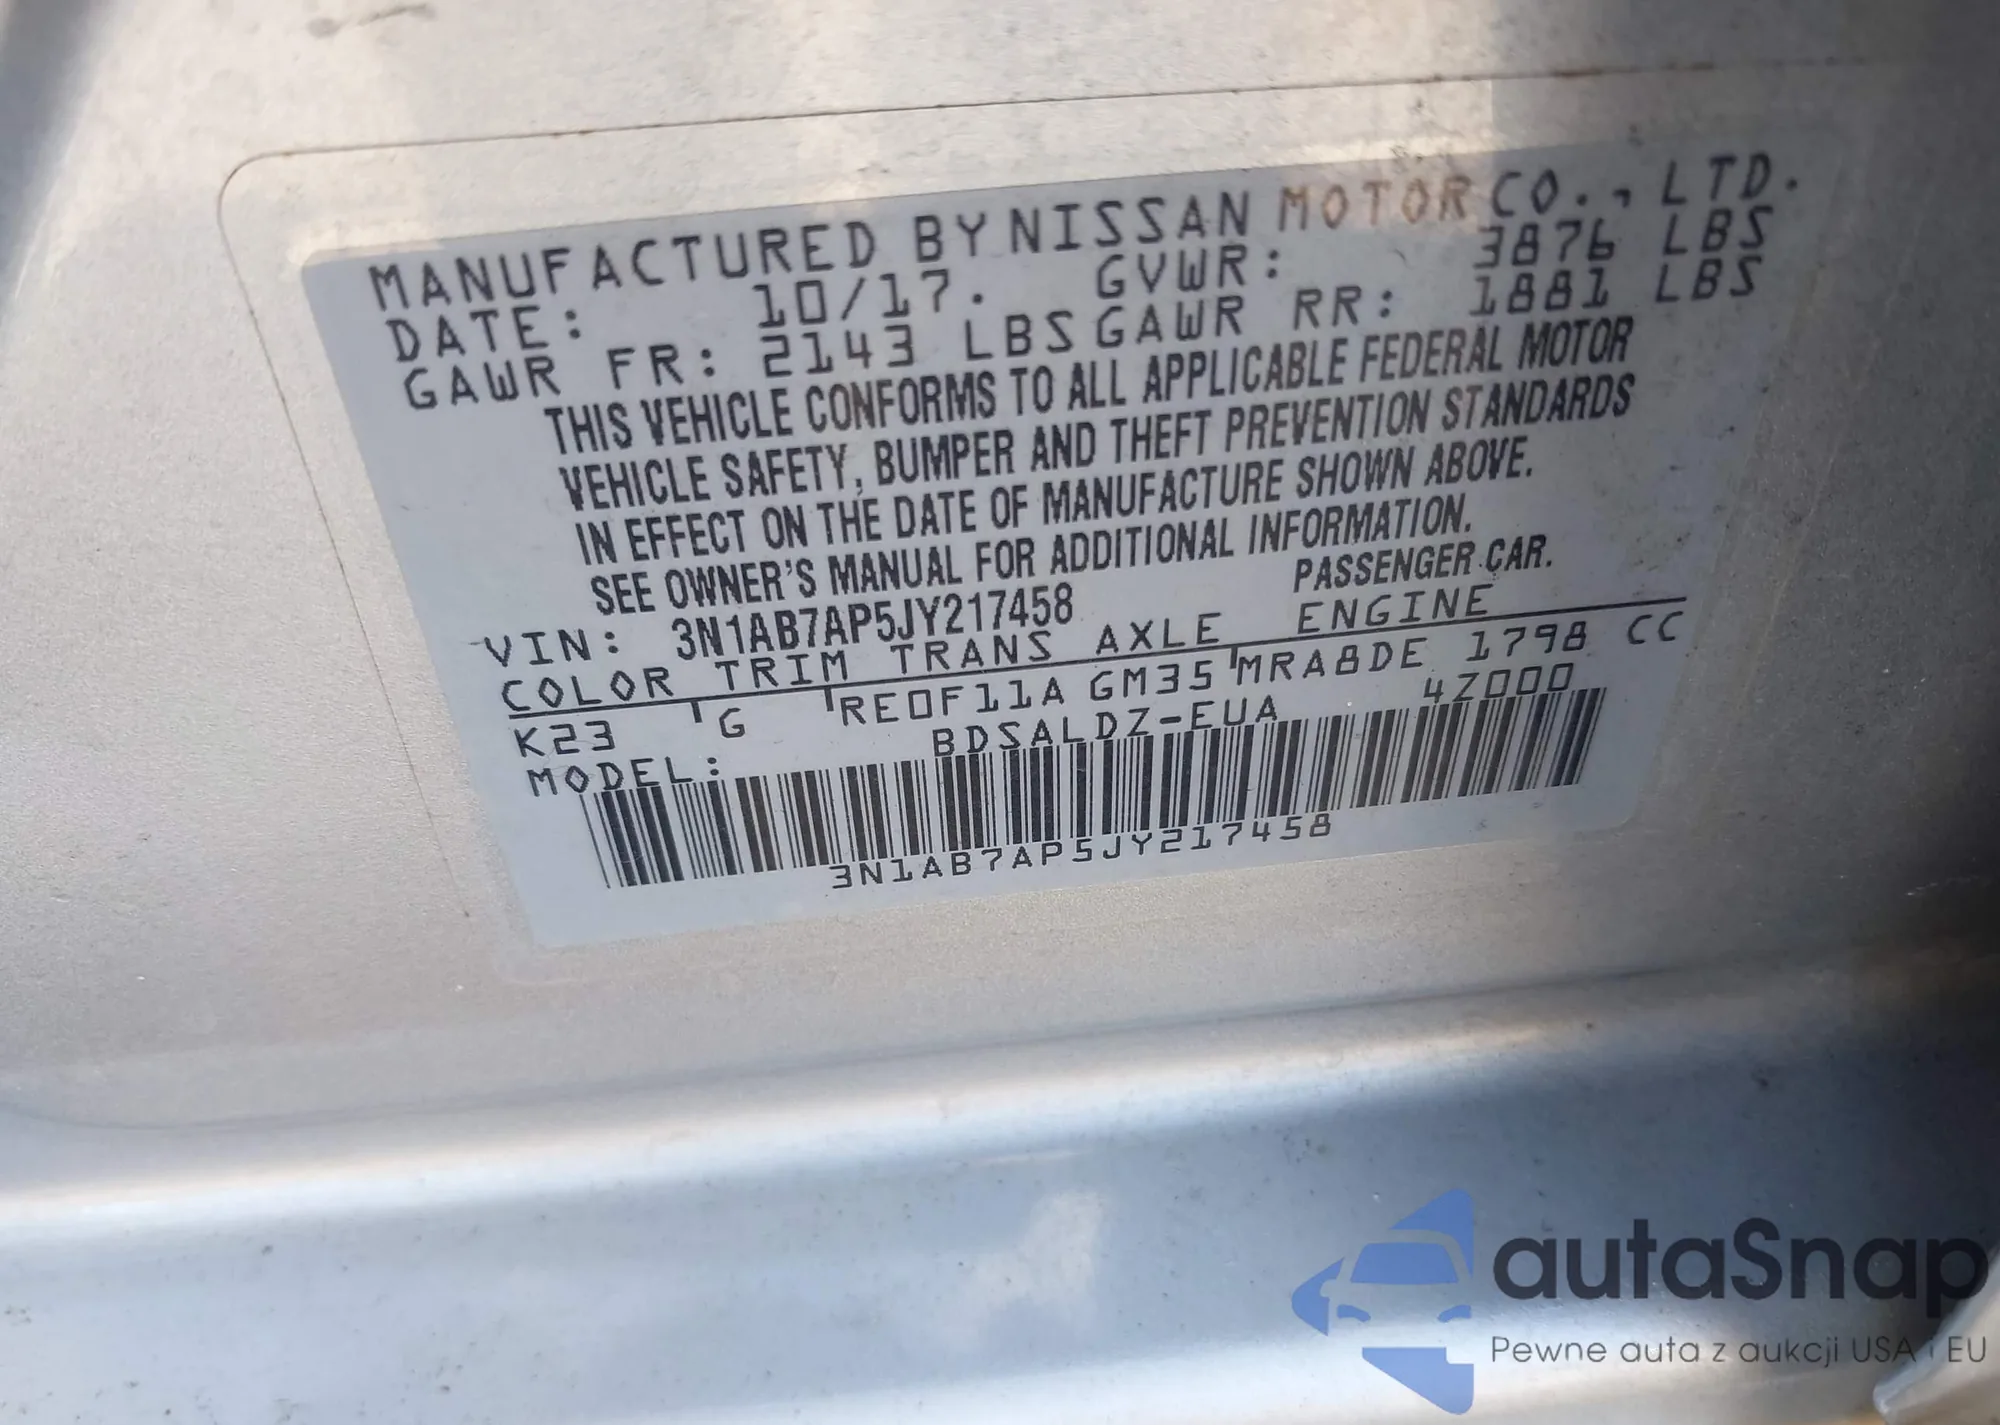 MANUFACTURED BY NISSAN MOTOR CO., LTD.
DATE: 10/17. GVWR: 3876 LBS
GAWR FR: 2143 LBS GAWR RR: 1881 LBS
THIS VEHICLE CONFORMS TO ALL APPLICABLE FEDERAL MOTOR
VEHICLE SAFETY, BUMPER AND THEFT PREVENTION STANDARDS
IN EFFECT ON THE DATE OF MANUFACTURE SHOWN ABOVE.
SEE OWNER'S MANUAL FOR ADDITIONAL INFORMATION.
VIN: 3N1AB7AP5JY217458 PASSENGER CAR.
COLOR TRIM TRANS AXLE ENGINE
K23 G RE0F11A GM35 MRA8DE 1798 CC
MODEL: BDSALDZ-EUA 4Z000
3N1AB7AP5JY217458
autaSnap
Pewne auta z aukcji USA i EU